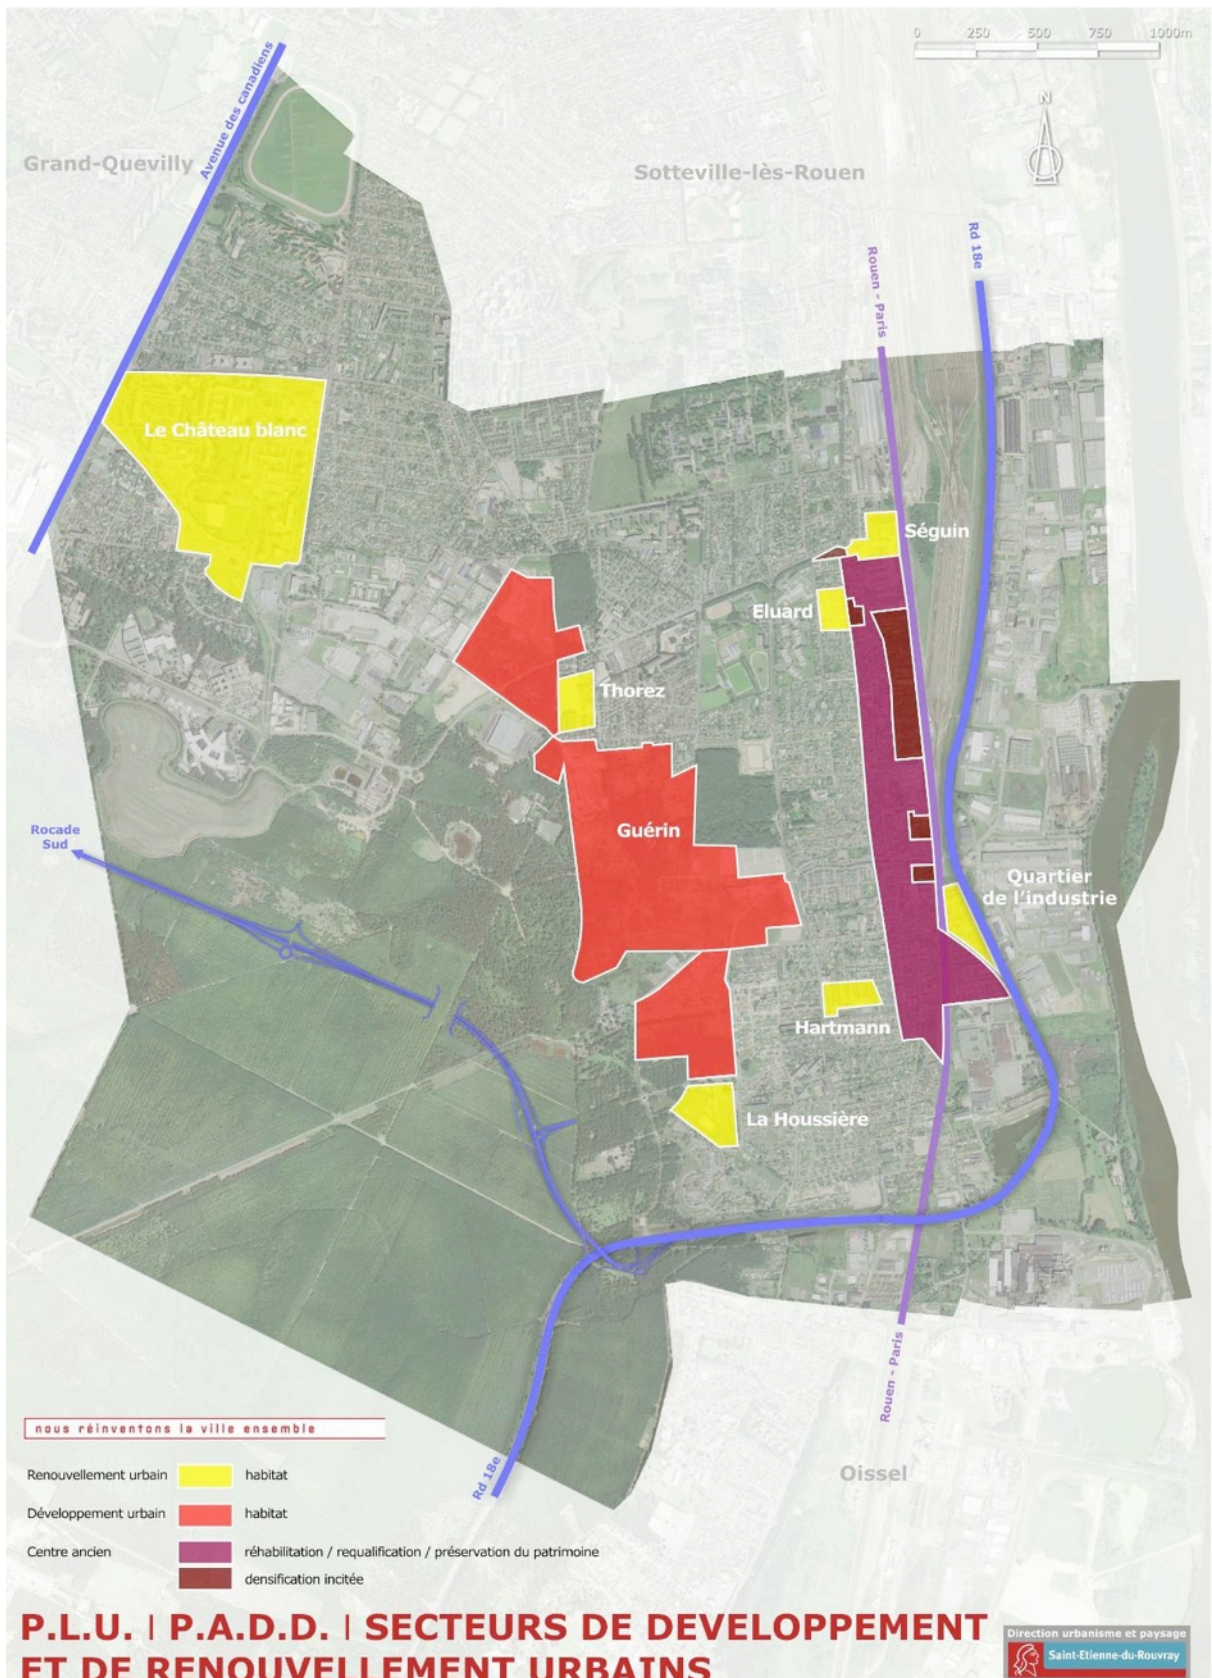 0 250 500 750 1000m
N
Avenue des canadiens
Grand-Quevilly
Sotteville-lès-Rouen
Rd 18e
Rouen - Paris
Le Château blanc
Séguin
Eluard
Thorez
Guérin
Rocade
Sud
Quartier
de l'industrie
Hartmann
La Houssière
Rouen - Paris
Rd 18e
Oissel
nous réinventons la ville ensemble
Renouvellement urbain habitat
Développement urbain habitat
Centre ancien réhabilitation / requalification / préservation du patrimoine
densification incitée
P.L.U. | P.A.D.D. | SECTEURS DE DEVELOPPEMENT
ET DE RENOUVELLEMENT URBAINS
Direction urbanisme et paysage
Saint-Etienne-du-Rouvray